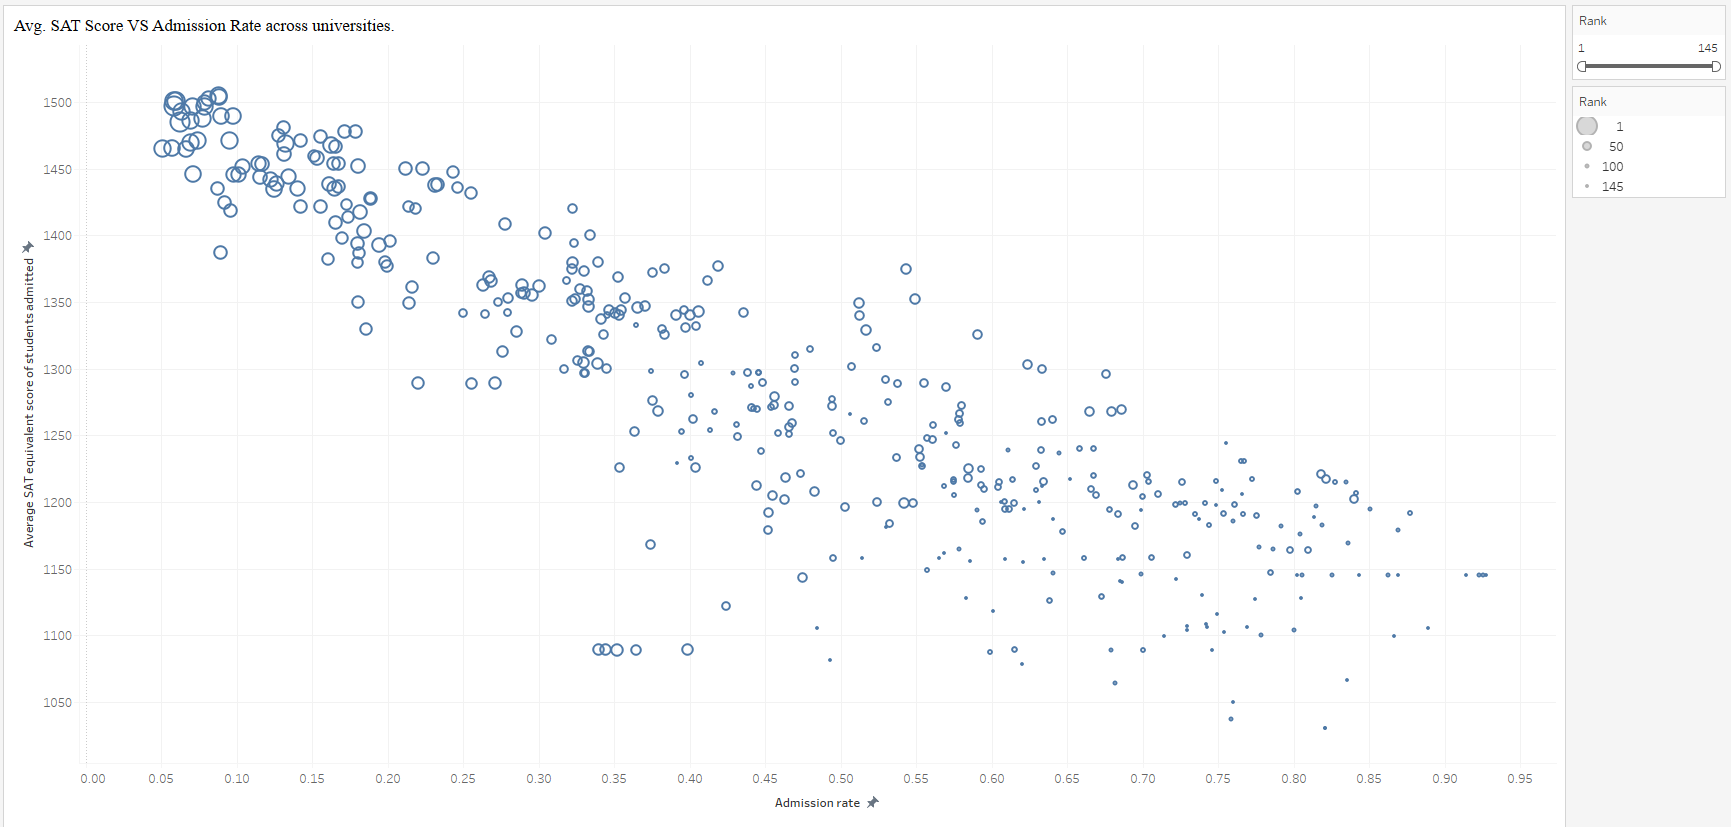 Avg. SAT Score VS Admission Rate across universities.
Rank
1 145
Rank
1
50
100
145
Average SAT equivalent score of students admitted
1500
1450
1400
1350
1300
1250
1200
1150
1100
1050
0.00 0.05 0.10 0.15 0.20 0.25 0.30 0.35 0.40 0.45 0.50 0.55 0.60 0.65 0.70 0.75 0.80 0.85 0.90 0.95
Admission rate